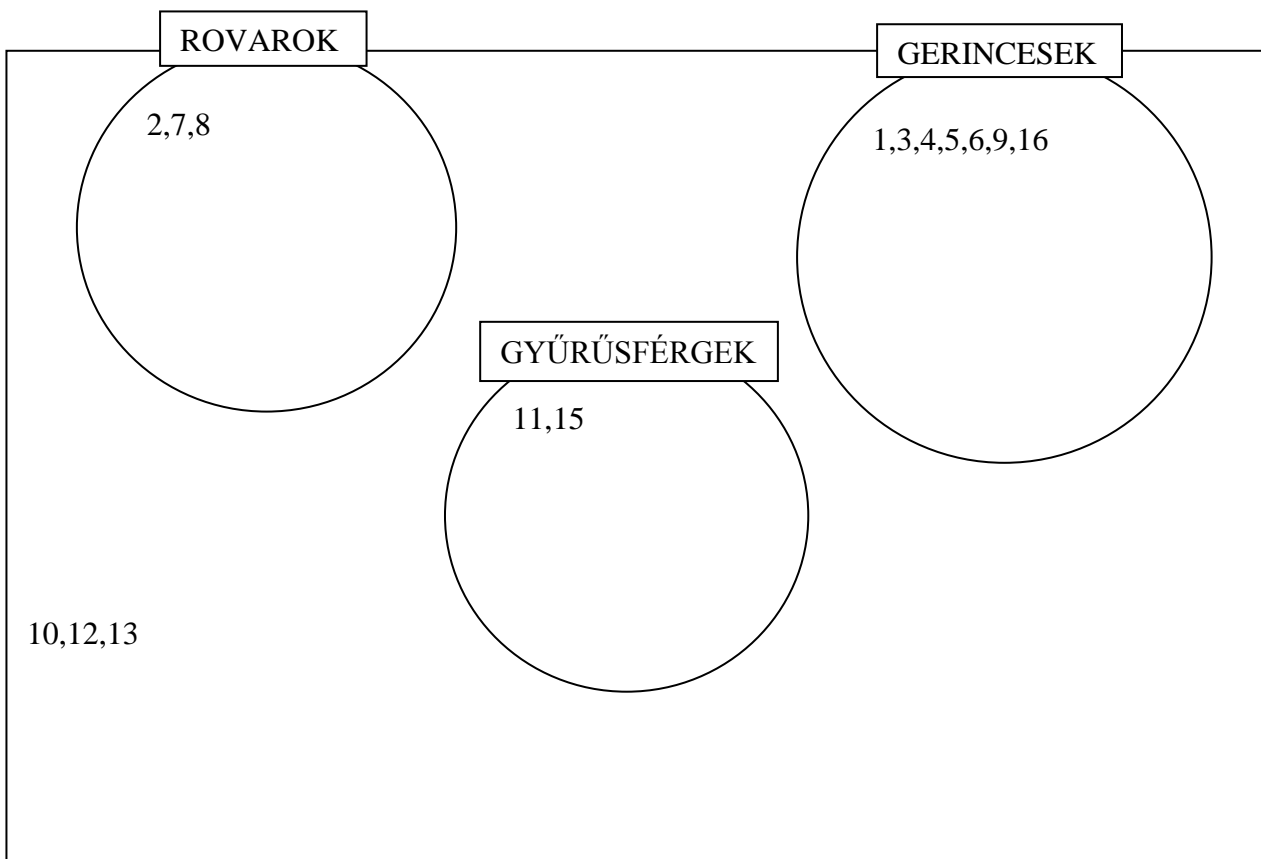 ROVAROK
GERINCESEK
2,7,8
1,3,4,5,6,9,16
GYŰRŰSFÉRGEK
11,15
10,12,13